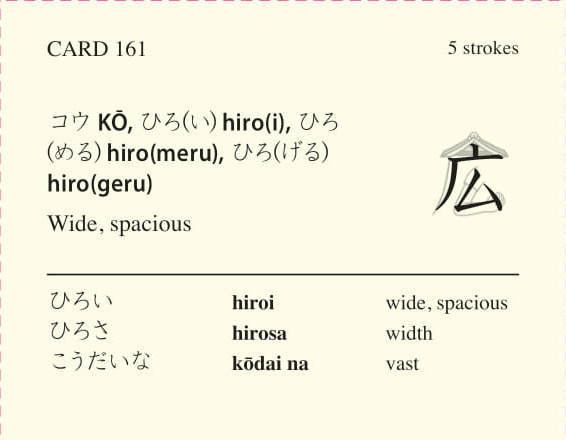 CARD 161 5 strokes
コウ KŌ, ひろ(い) hiro(i), ひろ
(める) hiro(meru), ひろ(げる)
hiro(geru)
Wide, spacious
広
ひろい hiroi wide, spacious
ひろさ hirosa width
こうだいな kōdai na vast